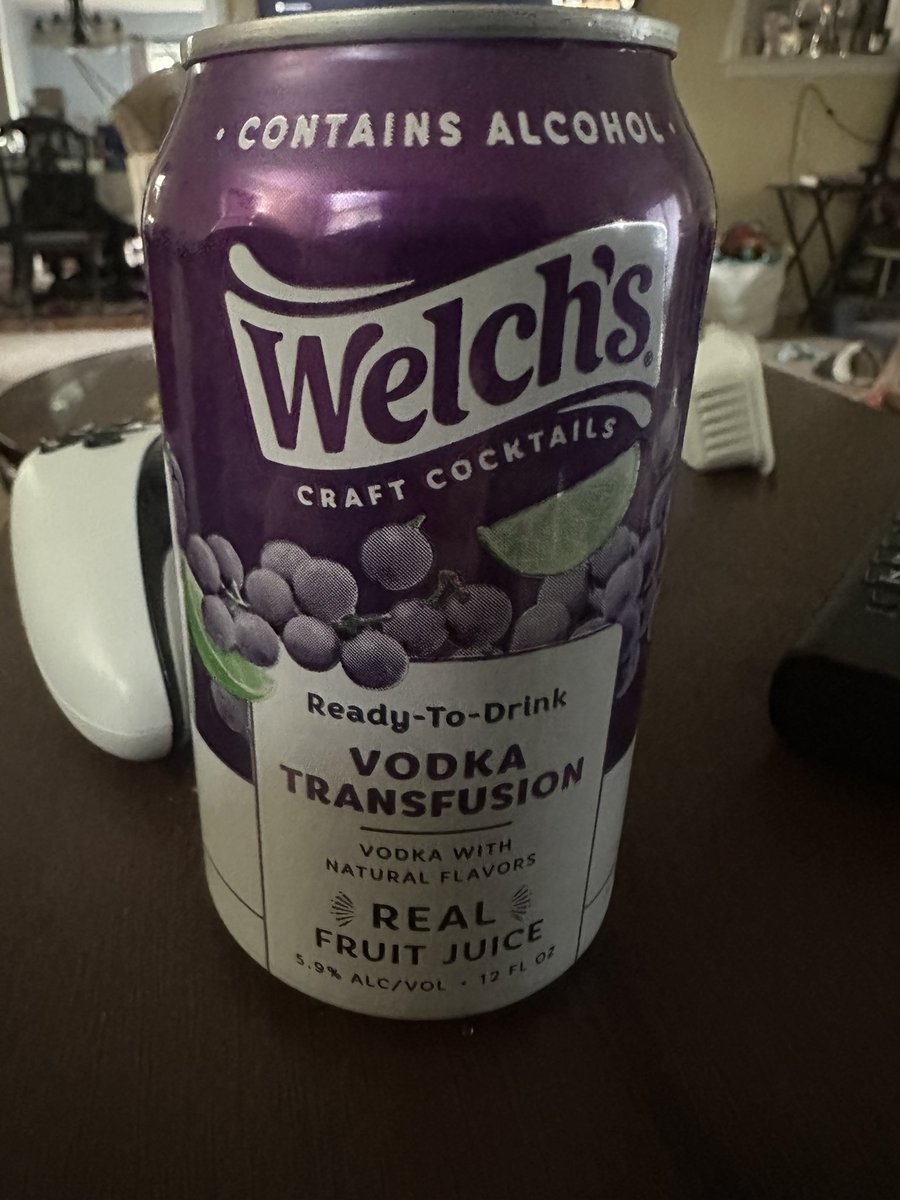 • CONTAINS ALCOHOL •
Welch's®
CRAFT COCKTAILS
Ready-To-Drink
VODKA
TRANSFUSION
VODKA WITH
NATURAL FLAVORS
REAL
FRUIT JUICE
5.9% ALC/VOL • 12 FL OZ